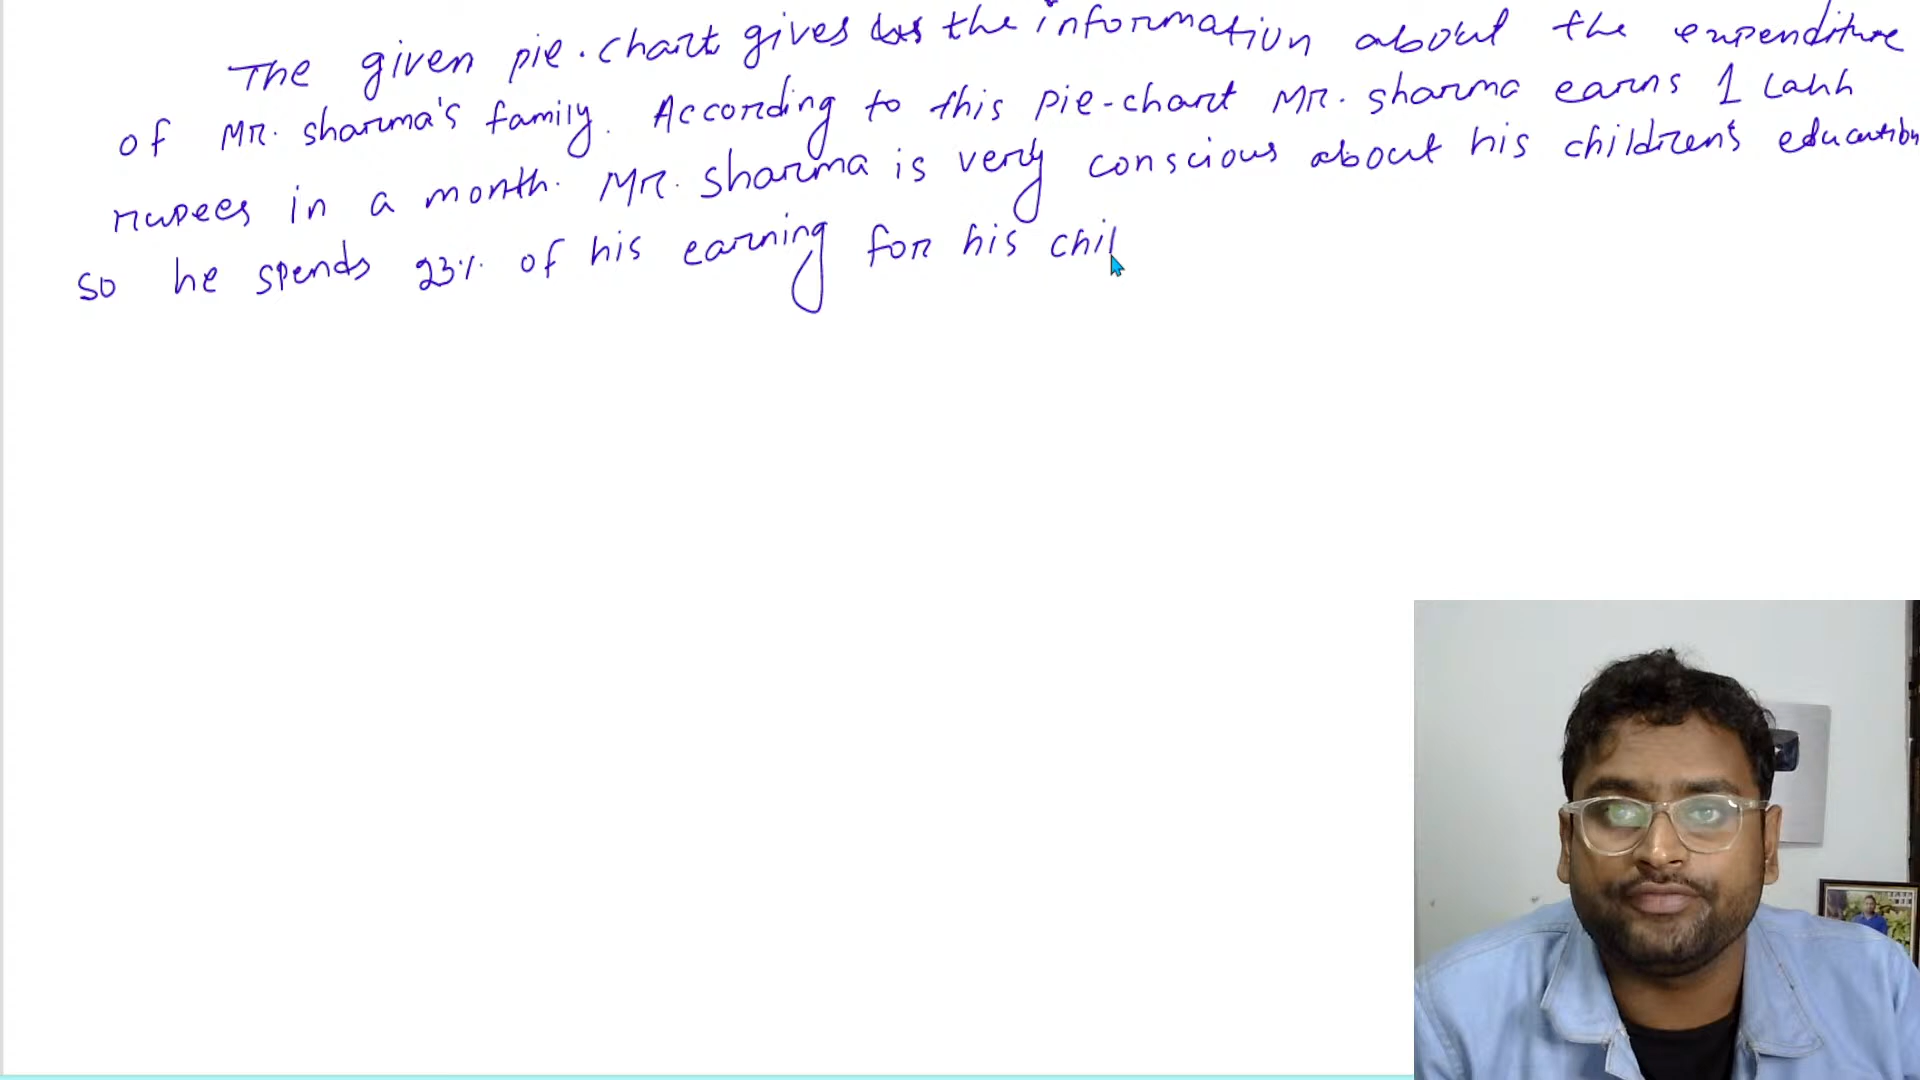 The given pie-chart gives us the information about the expenditure
of Mr. Sharma's family. According to this pie-chart Mr. Sharma earns 1 Lakh
rupees in a month. Mr. Sharma is very conscious about his children's education
so he spends 23% of his earning for his chil